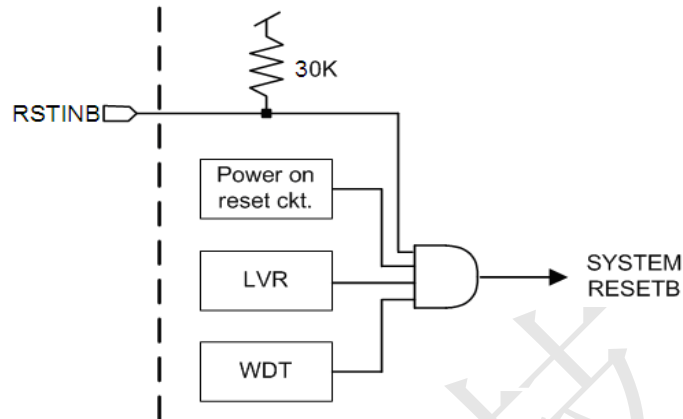 30K
RSTINB
Power on
reset ckt.
LVR
WDT
SYSTEM
RESETB